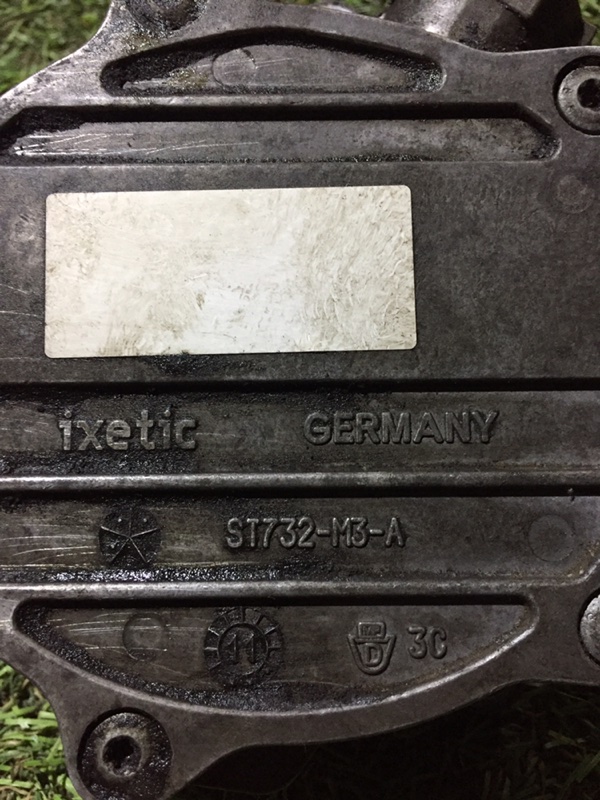 ixetic GERMANY
ST732-M3-A
11 D 3C